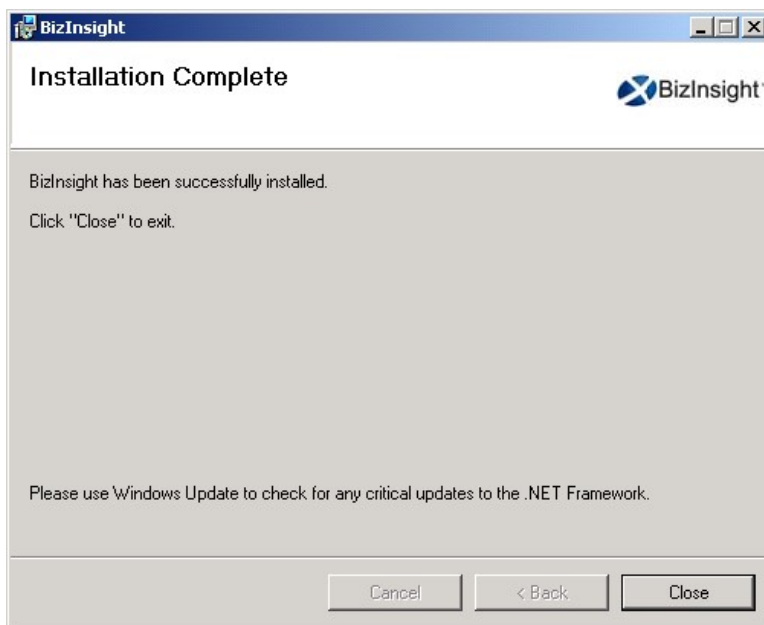 BizInsight
Installation Complete
BizInsight
BizInsight has been successfully installed.
Click "Close" to exit.
Please use Windows Update to check for any critical updates to the .NET Framework.
Cancel
< Back
Close